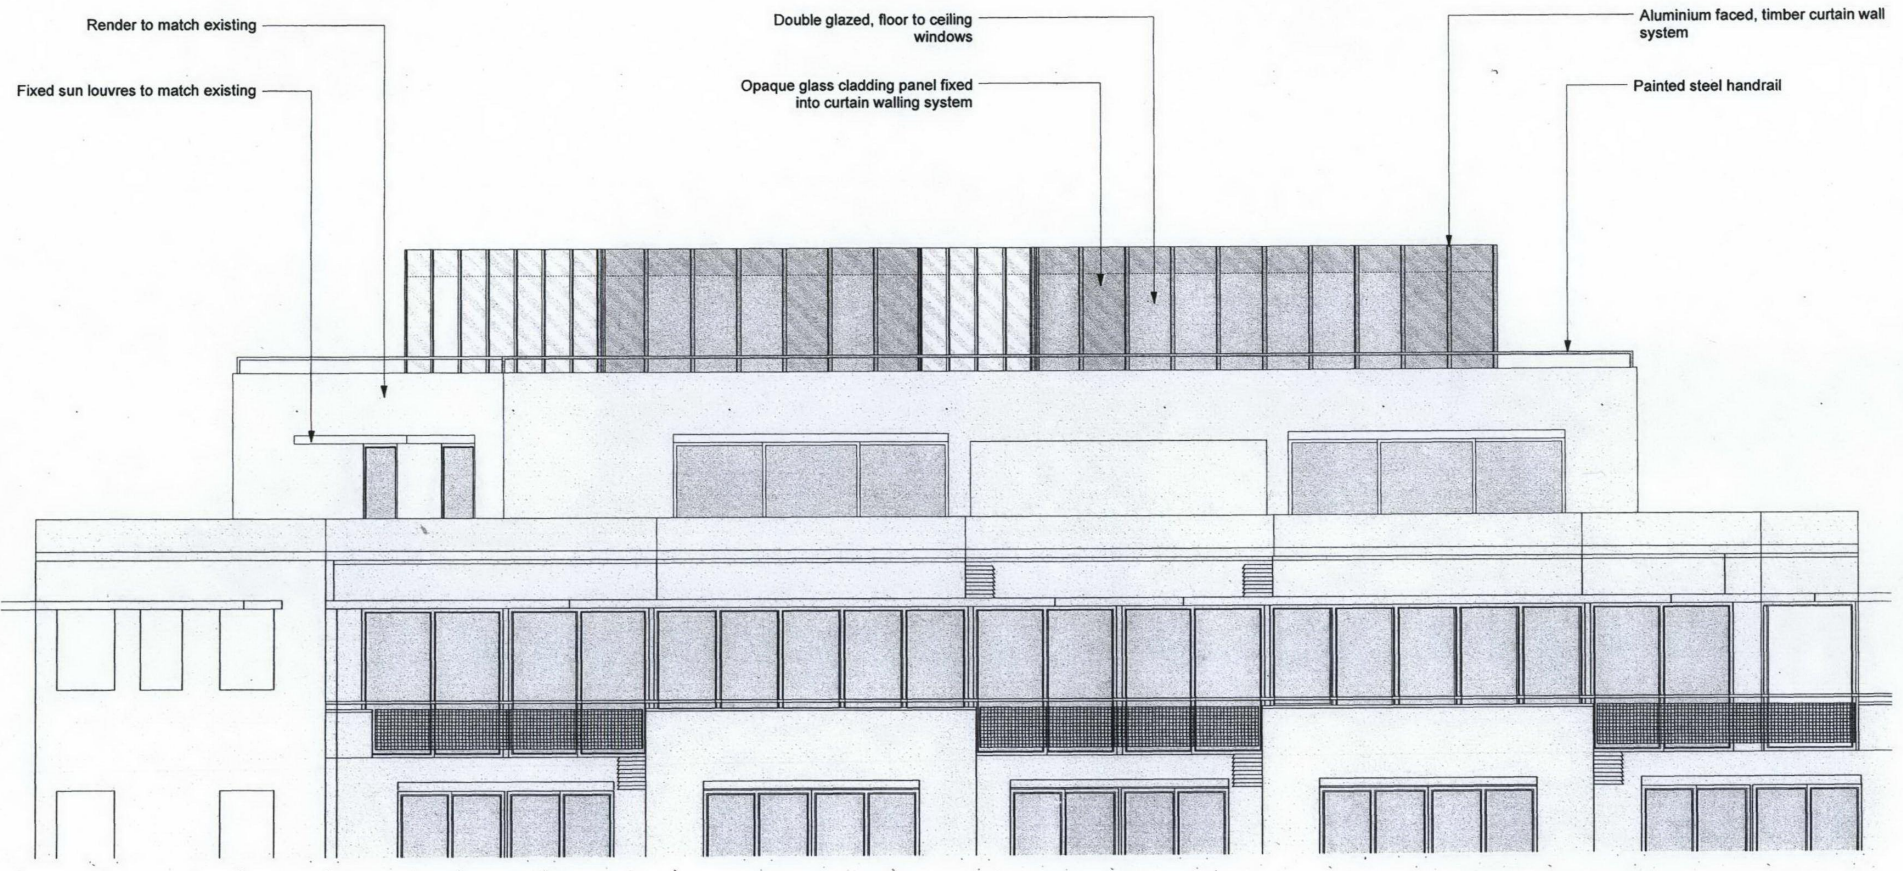 Render to match existing
Fixed sun louvres to match existing
Double glazed, floor to ceiling
windows
Opaque glass cladding panel fixed
into curtain walling system
Aluminium faced, timber curtain wall
system
Painted steel handrail